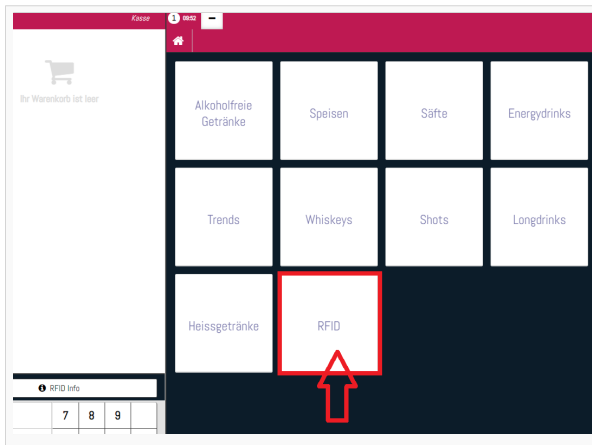 Kasse
1 09:52
Ihr Warenkorb ist leer
Alkoholfreie
Getränke
Speisen
Säfte
Energydrinks
Trends
Whiskeys
Shots
Longdrinks
Heissgetränke
RFID
RFID Info
7 8 9